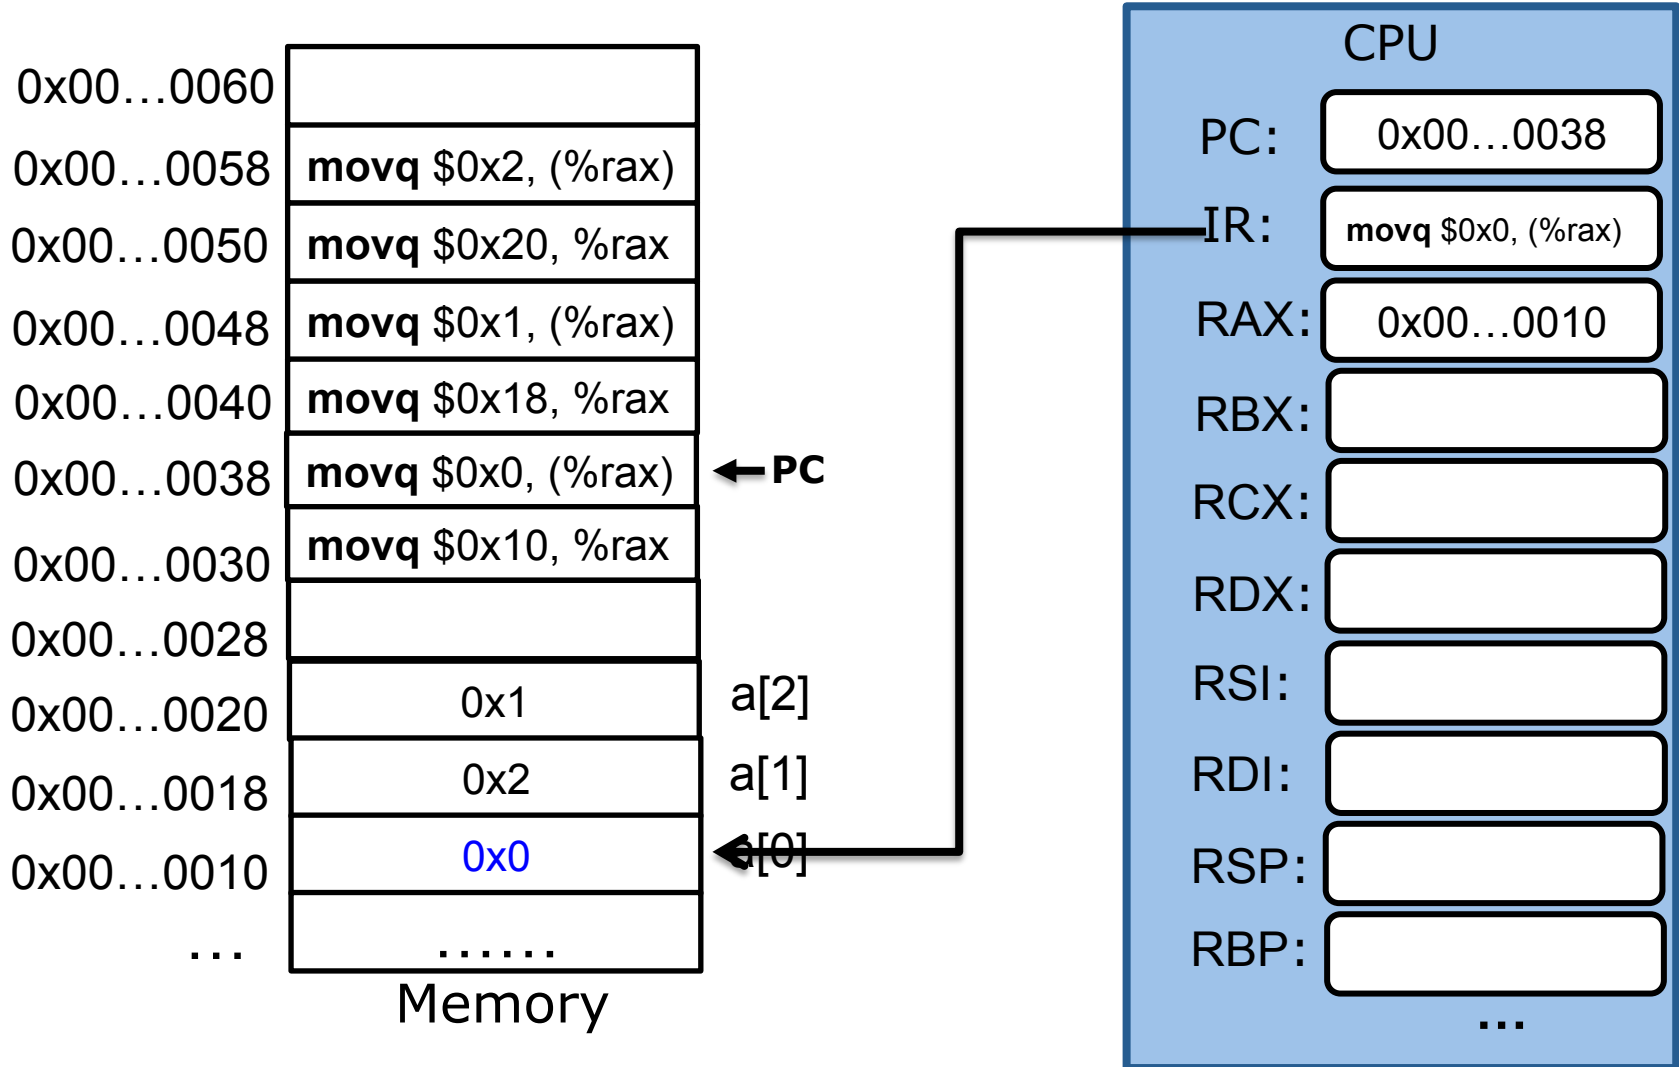 0x00…0060
0x00…0058 movq $0x2, (%rax)
0x00…0050 movq $0x20, %rax
0x00…0048 movq $0x1, (%rax)
0x00…0040 movq $0x18, %rax
0x00…0038 movq $0x0, (%rax) PC
0x00…0030 movq $0x10, %rax
0x00…0028
0x00…0020 0x1 a[2]
0x00…0018 0x2 a[1]
0x00…0010 0x0 a[0]
… ......
Memory
CPU
PC: 0x00…0038
IR: movq $0x0, (%rax)
RAX: 0x00…0010
RBX:
RCX:
RDX:
RSI:
RDI:
RSP:
RBP:
…